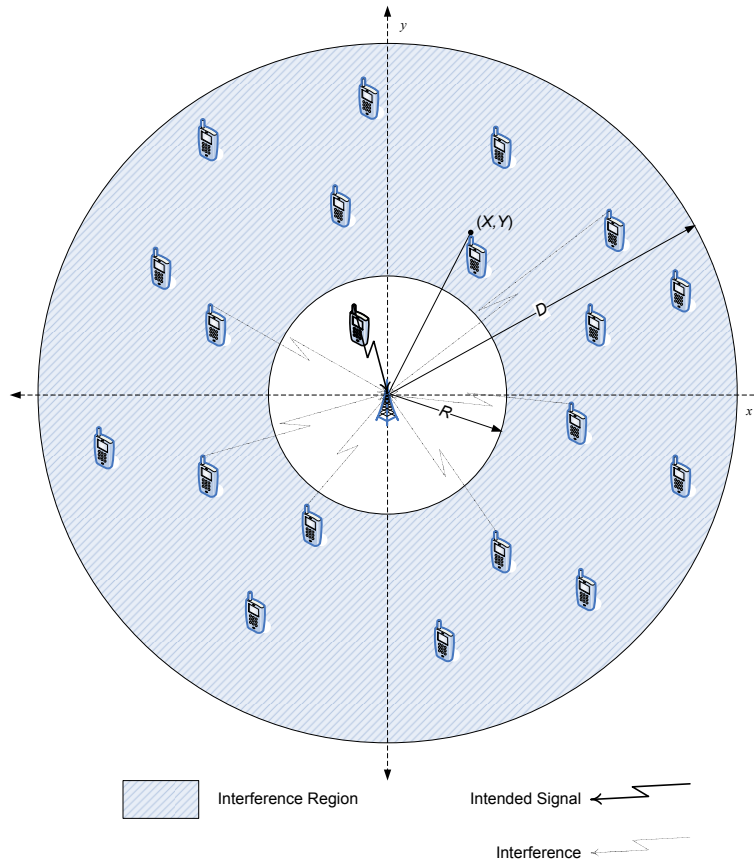 y
(X,Y)
D
R
x
Interference Region
Intended Signal
Interference